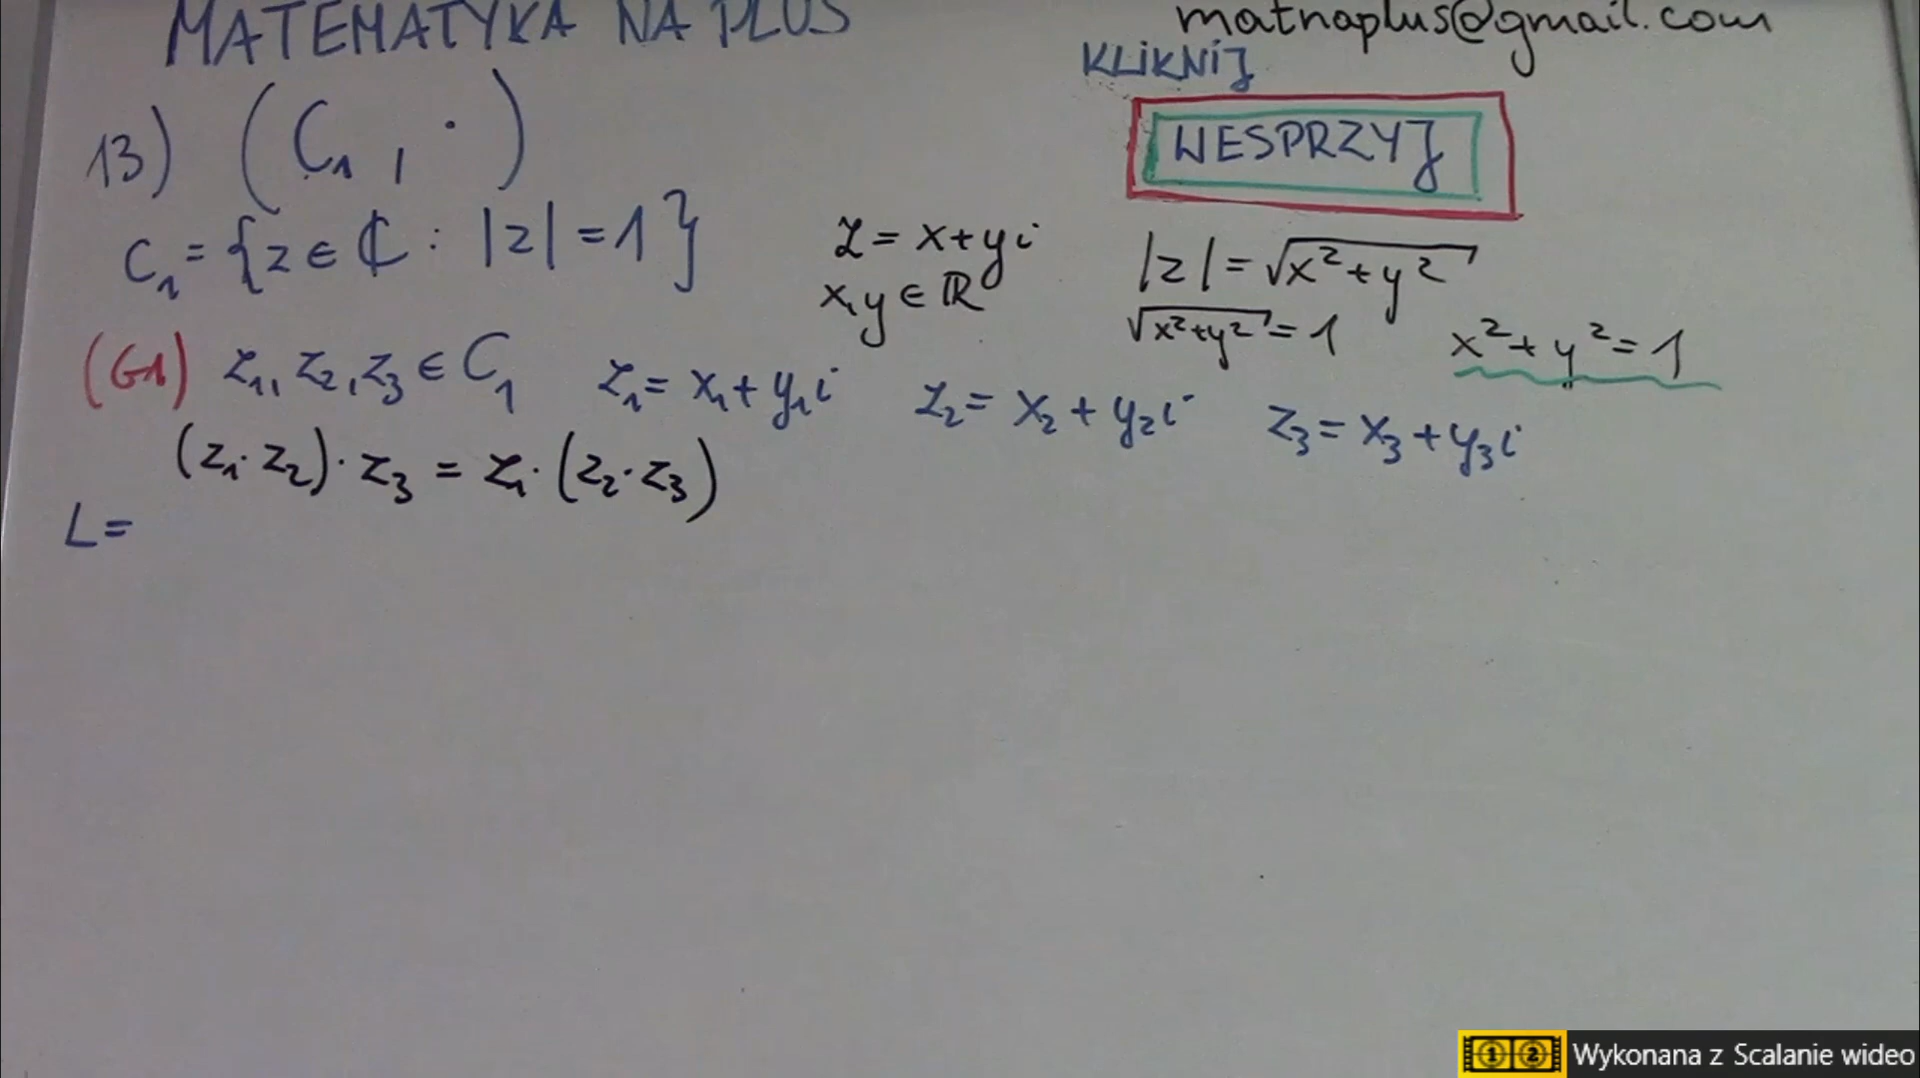 MATEMATYKA NA PLUS
matnaplus@gmail.com
KLIKNIJ
WESPRZYJ
13) (C₁, ·)
C₁ = {z ∈ ℂ : |z| = 1}
z = x + yi
x, y ∈ ℝ
|z| = √(x² + y²)
√(x² + y²) = 1
x² + y² = 1
(G1) z₁, z₂, z₃ ∈ C₁ z₁ = x₁ + y₁i z₂ = x₂ + y₂i z₃ = x₃ + y₃i
(z₁ · z₂) · z₃ = z₁ · (z₂ · z₃)
L =
1 2 Wykonana z Scalanie wideo